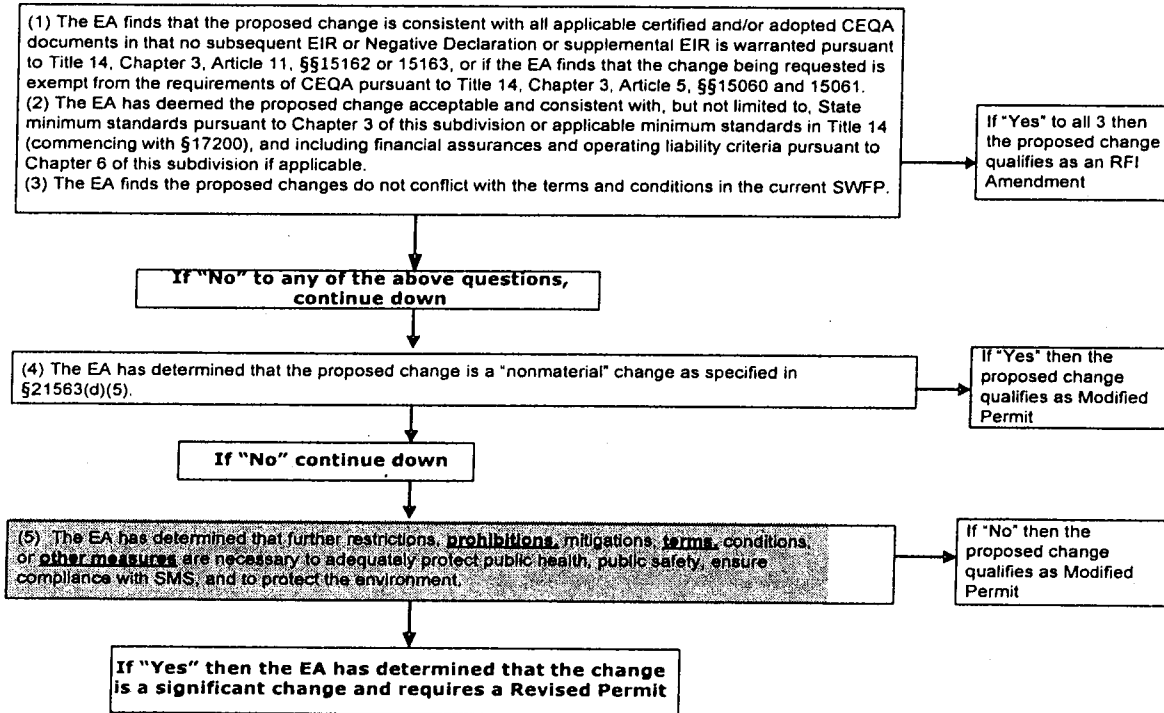 (1) The EA finds that the proposed change is consistent with all applicable certified and/or adopted CEQA
documents in that no subsequent EIR or Negative Declaration or supplemental EIR is warranted pursuant
to Title 14, Chapter 3, Article 11, §§15162 or 15163, or if the EA finds that the change being requested is
exempt from the requirements of CEQA pursuant to Title 14, Chapter 3, Article 5, §§15060 and 15061.
(2) The EA has deemed the proposed change acceptable and consistent with, but not limited to, State
minimum standards pursuant to Chapter 3 of this subdivision or applicable minimum standards in Title 14
(commencing with §17200), and including financial assurances and operating liability criteria pursuant to
Chapter 6 of this subdivision if applicable.
(3) The EA finds the proposed changes do not conflict with the terms and conditions in the current SWFP.
If "Yes" to all 3 then
the proposed change
qualifies as an RFI
Amendment
If "No" to any of the above questions,
continue down
(4) The EA has determined that the proposed change is a "nonmaterial" change as specified in
§21563(d)(5).
If "Yes" then the
proposed change
qualifies as Modified
Permit
If "No" continue down
(5) The EA has determined that further restrictions, prohibitions, mitigations, terms, conditions,
or other measures are necessary to adequately protect public health, public safety, ensure
compliance with SMS, and to protect the environment.
If "No" then the
proposed change
qualifies as Modified
Permit
If "Yes" then the EA has determined that the change
is a significant change and requires a Revised Permit